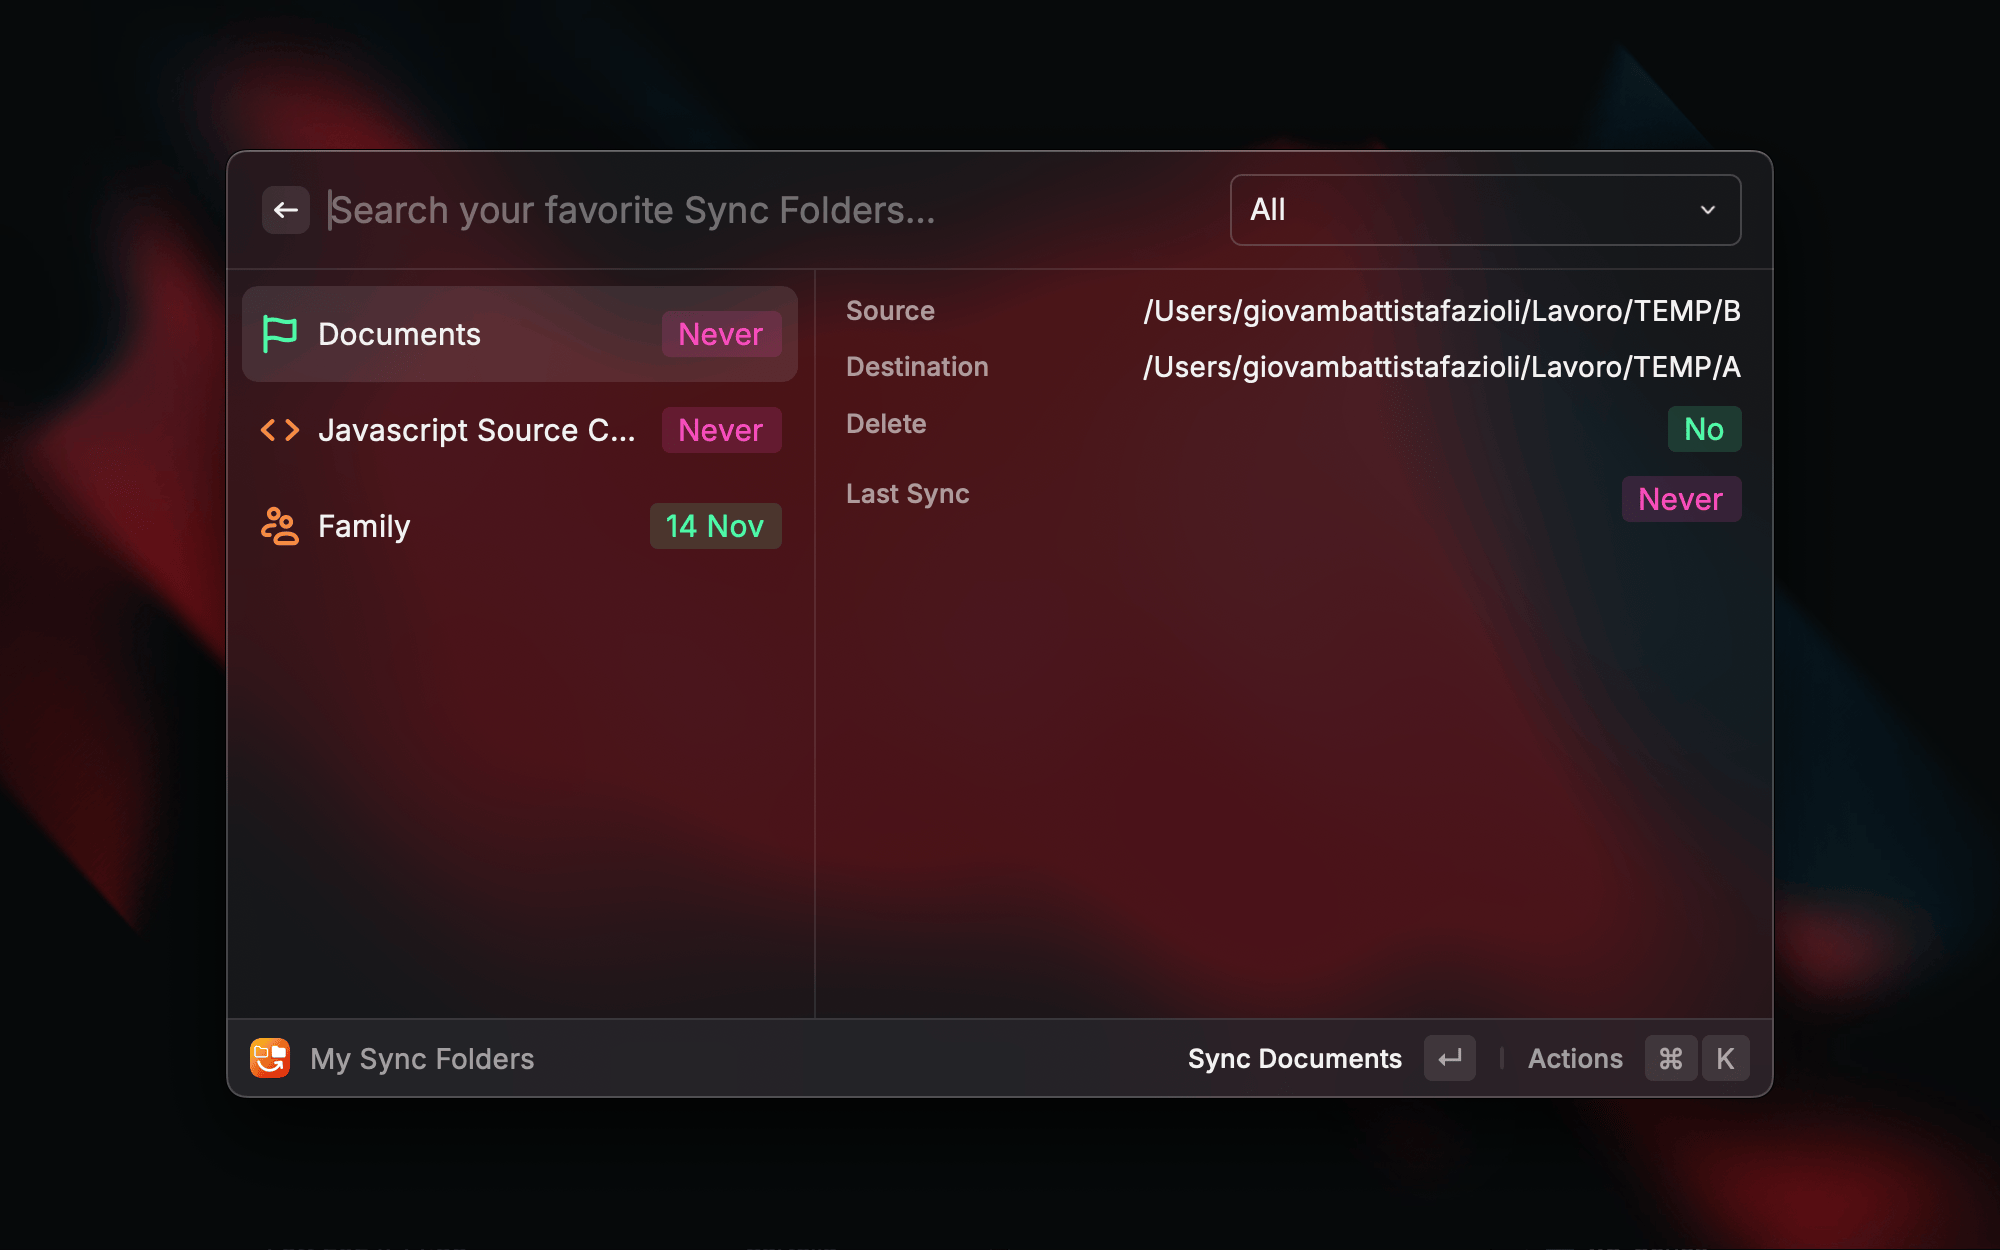 Search your favorite Sync Folders...
All
Documents
Never
Javascript Source C...
Never
Family
14 Nov
Source
/Users/giovambattistafazioli/Lavoro/TEMP/B
Destination
/Users/giovambattistafazioli/Lavoro/TEMP/A
Delete
No
Last Sync
Never
My Sync Folders
Sync Documents
Actions
⌘ K